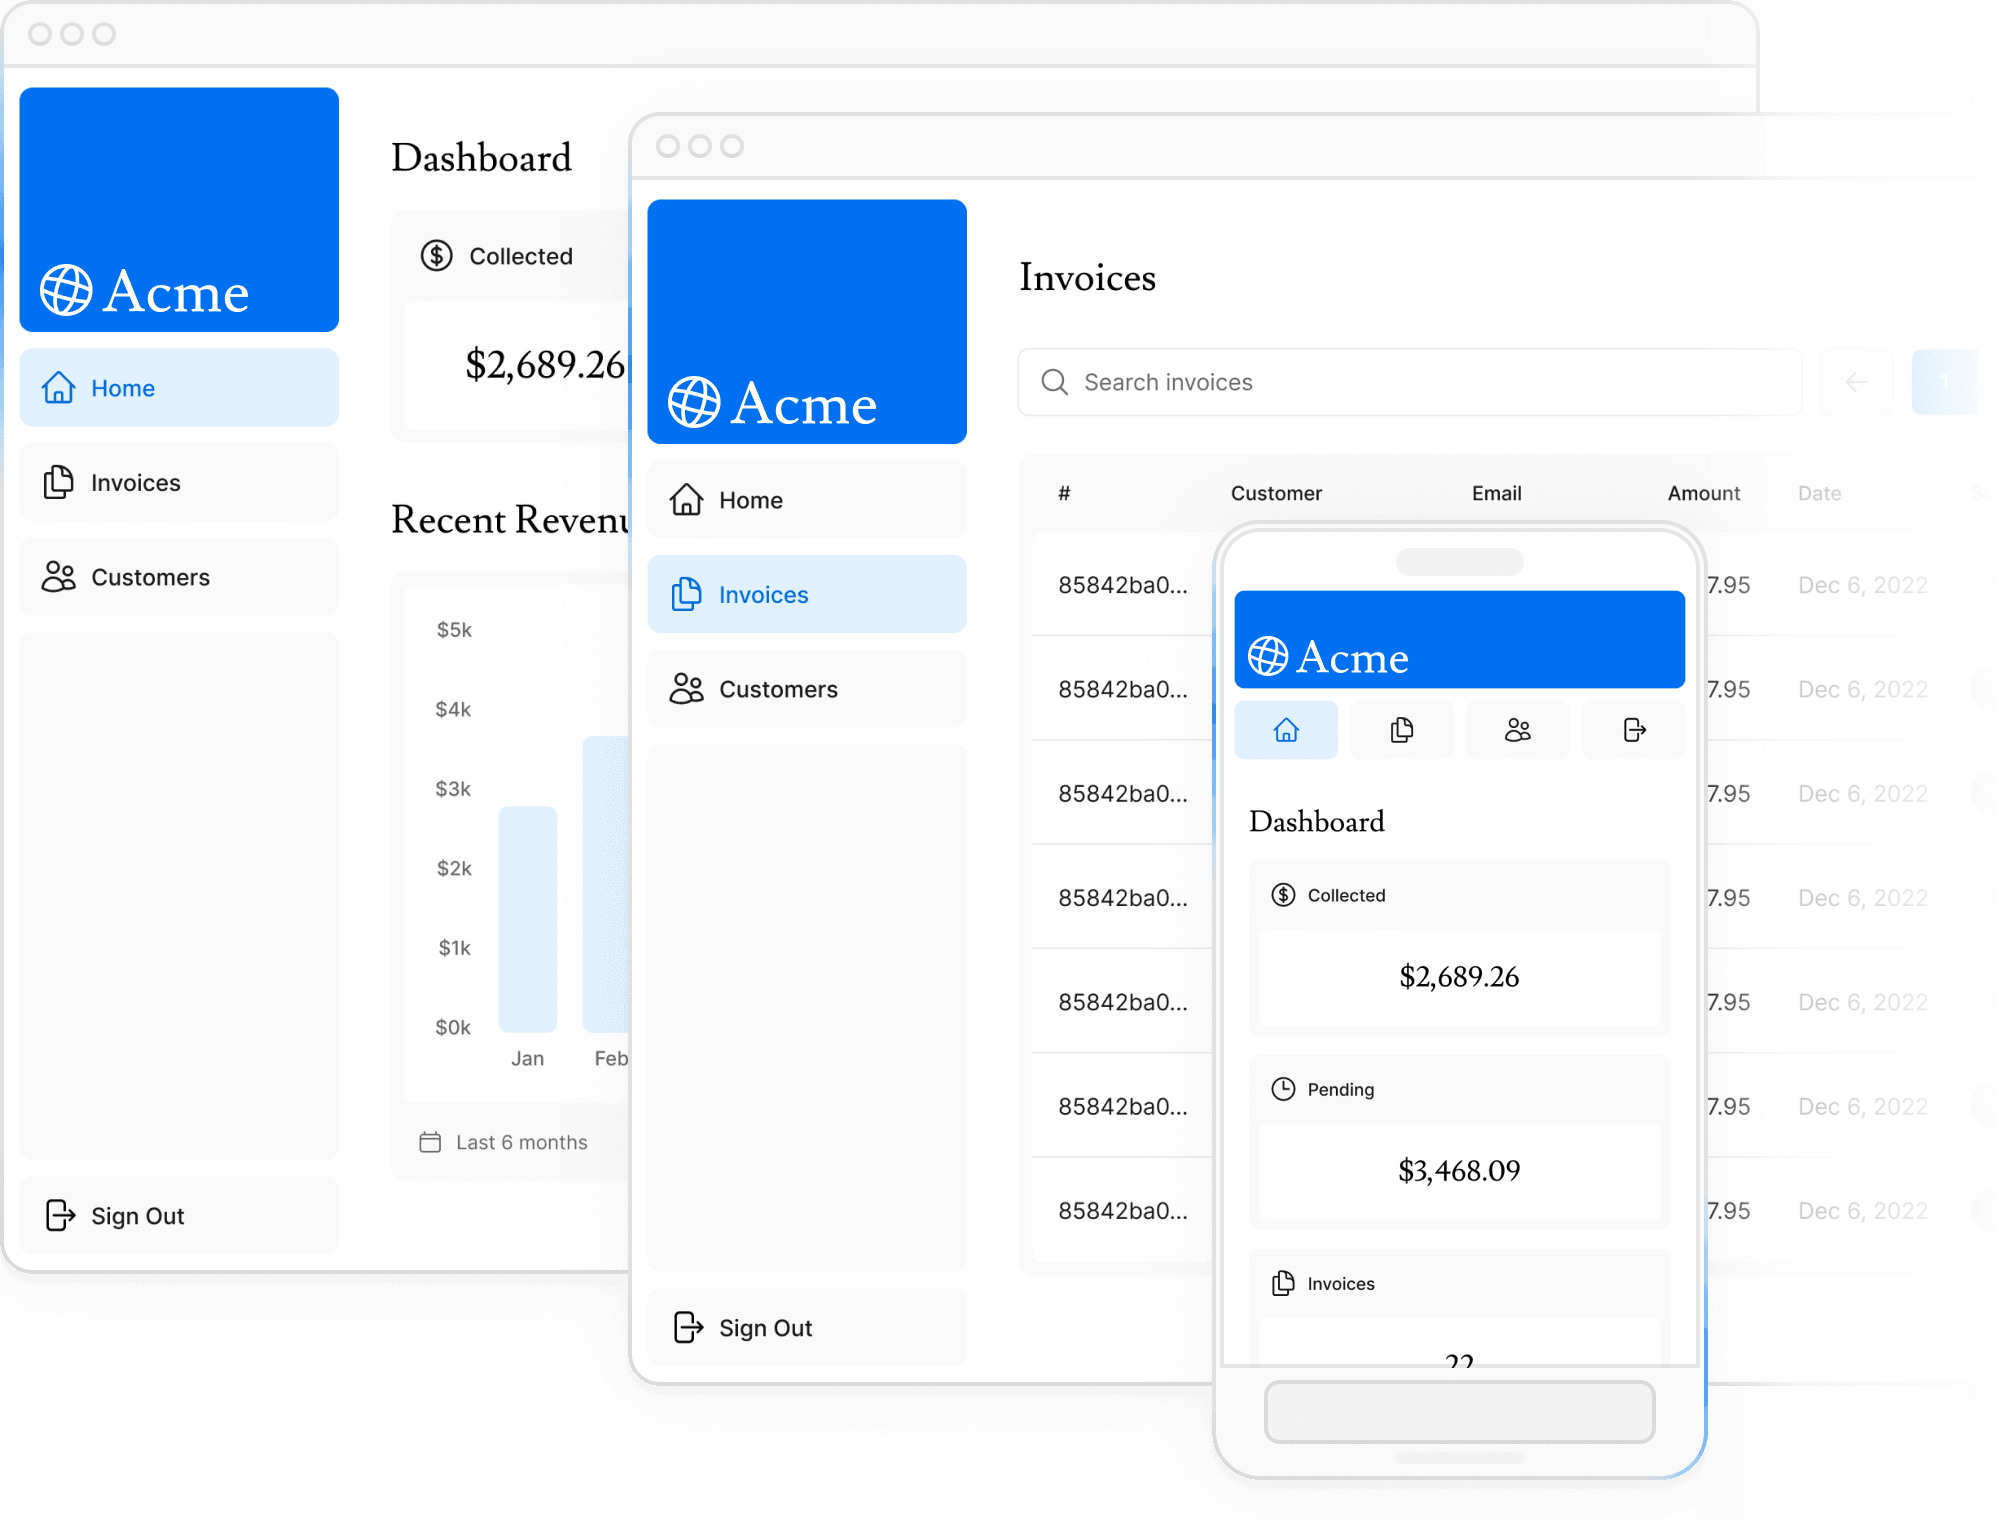 Acme
Home
Invoices
Customers
Sign Out
Dashboard
Collected
$2,689.26
Recent
$5k
$4k
$3k
$2k
$1k
$0k
Jan
Feb
Last 6 months
Acme
Home
Invoices
Customers
Sign Out
Invoices
Search invoices
1
# Customer Email Amount Date
85842ba0... 7.95 Dec 6, 2022
85842ba0... 7.95 Dec 6, 2022
85842ba0... 7.95 Dec 6, 2022
85842ba0... 7.95 Dec 6, 2022
85842ba0... 7.95 Dec 6, 2022
85842ba0... 7.95 Dec 6, 2022
85842ba0... 7.95 Dec 6, 2022
Acme
Dashboard
Collected
$2,689.26
Pending
$3,468.09
Invoices
22